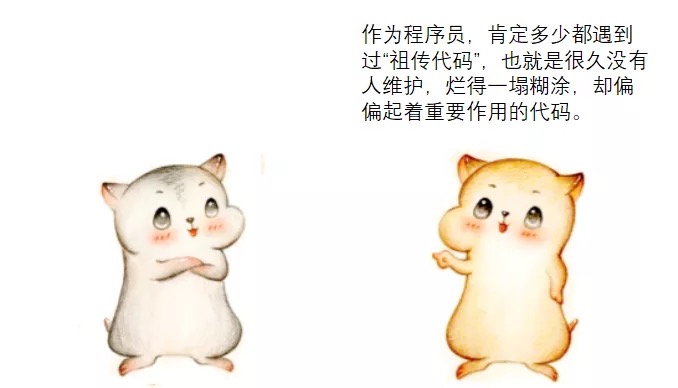 作为程序员，肯定多少都遇到
过“祖传代码”，也就是很久没有
人维护，烂得一塌糊涂，却偏
偏起着重要作用的代码。